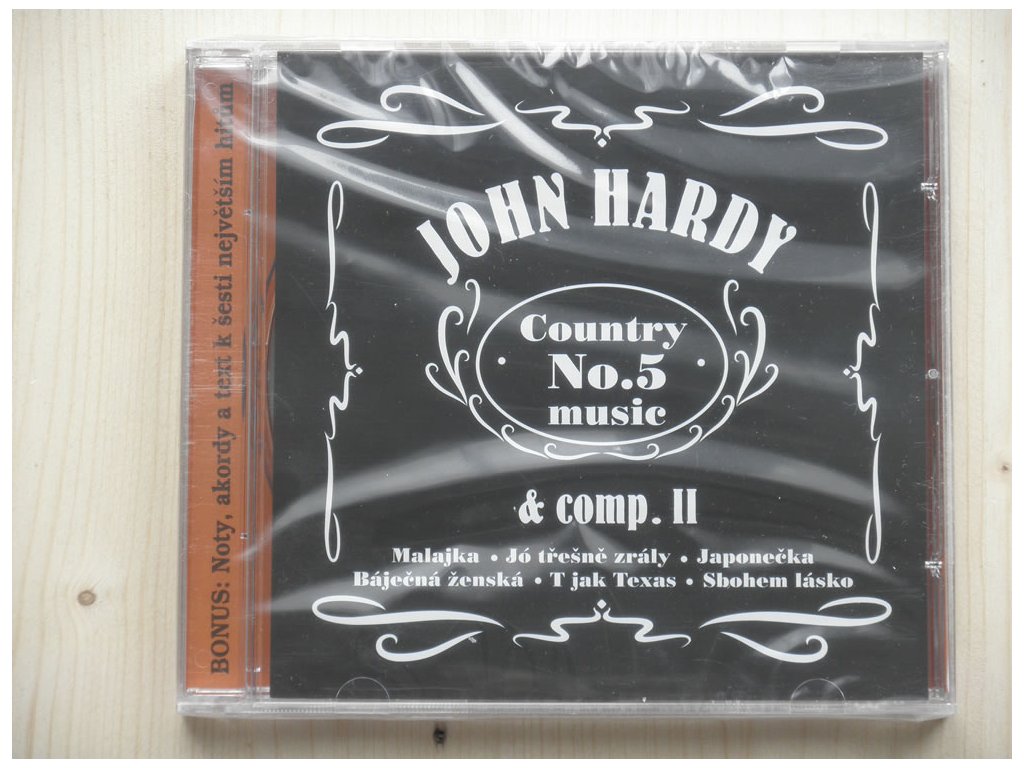 BONUS: Noty, akordy a text k šesti největším hitům
JOHN HARDY
Country
• No.5 •
music
& comp. II
Malajka • Jó třešně zrály • Japonečka
Báječná ženská • T jak Texas • Sbohem lásko